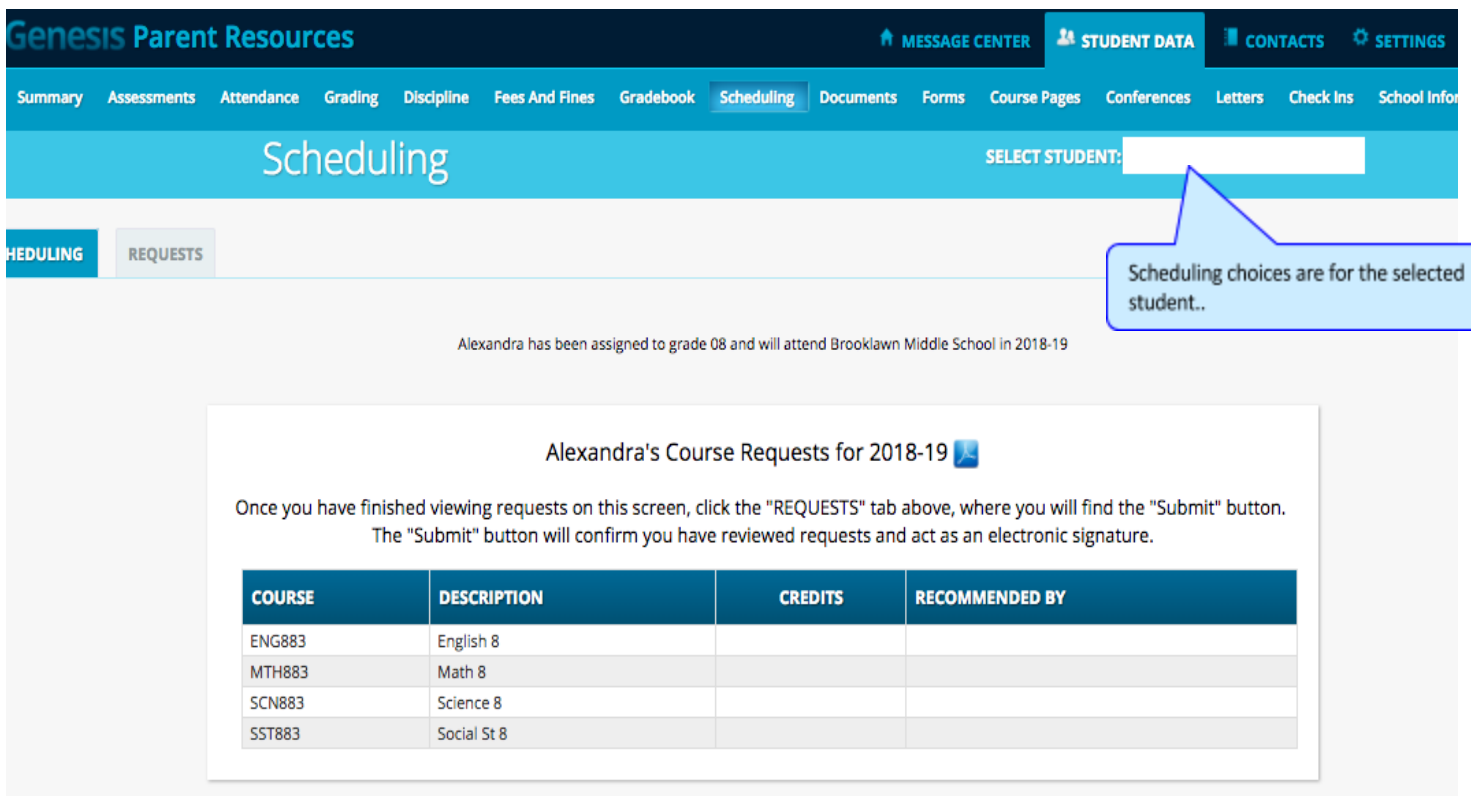 Genesis Parent Resources
MESSAGE CENTER STUDENT DATA CONTACTS SETTINGS
Summary Assessments Attendance Grading Discipline Fees And Fines Gradebook Scheduling Documents Forms Course Pages Conferences Letters Check Ins School Infor
Scheduling
SELECT STUDENT:
HEDULING REQUESTS
Scheduling choices are for the selected
student..
Alexandra has been assigned to grade 08 and will attend Brooklawn Middle School in 2018-19
Alexandra's Course Requests for 2018-19
Once you have finished viewing requests on this screen, click the "REQUESTS" tab above, where you will find the "Submit" button.
The "Submit" button will confirm you have reviewed requests and act as an electronic signature.
COURSE DESCRIPTION CREDITS RECOMMENDED BY
ENG883 English 8
MTH883 Math 8
SCN883 Science 8
SST883 Social St 8